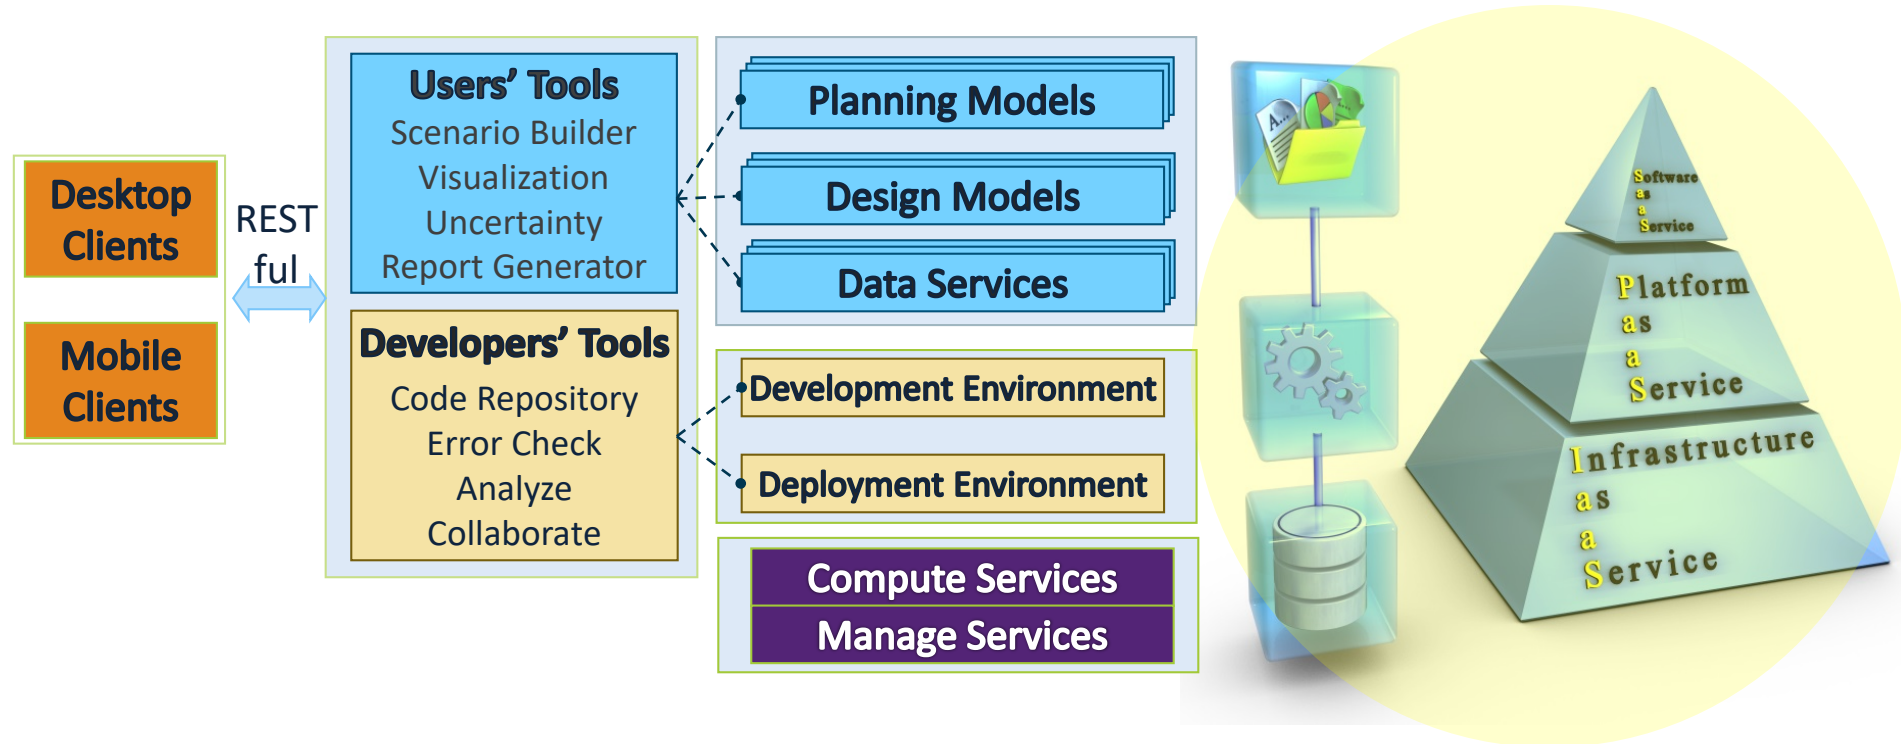 Desktop
Clients
Mobile
Clients
REST
ful
Users’ Tools
Scenario Builder
Visualization
Uncertainty
Report Generator
Developers’ Tools
Code Repository
Error Check
Analyze
Collaborate
Planning Models
Design Models
Data Services
Development Environment
Deployment Environment
Compute Services
Manage Services
A...
Software
as
a
Service
Platform
as
a
Service
Infrastructure
as
a
Service